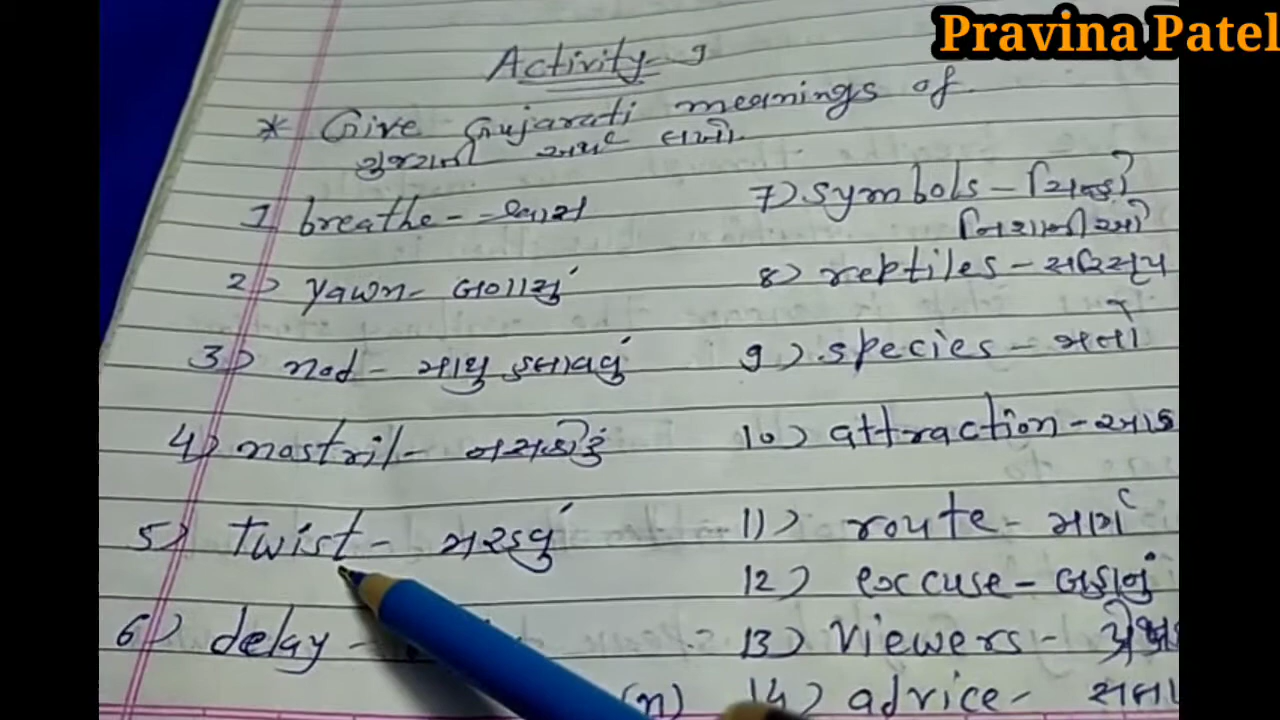 Pravina Patel
Activity-9
* Give Gujarati meanings of
ગુજરાતી અર્થ લખો.
1) breathe - શ્વાસ
2) yawn - બગાસું
3) nod - માથુ હલાવવું
4) nostril - નસકોરું
5) Twist - મરડવું
6) delay -
(n)
7) symbols - ચિન્હો
નિશાનીઓ
8) reptiles - સરિસૃપ
9) species -
10) attraction -
11) route - માર્ગ
12) excuse - બહાનું
13) viewers -
14) advice -